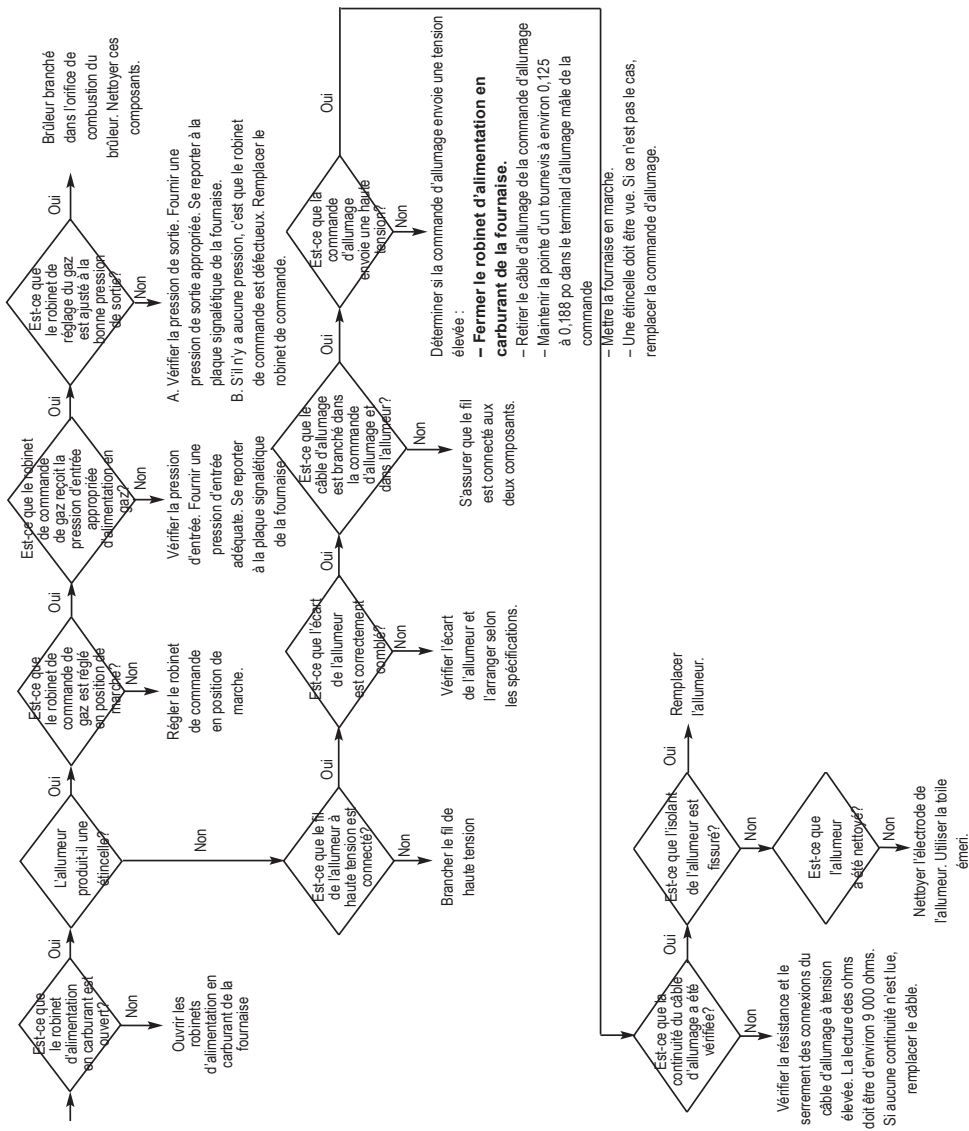 Est-ce que
le robinet
d'alimentation
en carburant est
ouvert?
Oui
Non
Ouvrir les
robinets
d'alimentation en
carburant de la
fournaise
L'allumeur
produit-il une
étincelle?
Oui
Non
Est-ce que
le robinet de
commande de
gaz est réglé
en position de
marche?
Oui
Non
Régler le robinet
de commande
en position de
marche.
Est-ce que le robinet
de commande
de gaz reçoit la
pression d'entrée
appropriée
d'alimentation en
gaz?
Oui
Non
Vérifier la pression
d'entrée. Fournir une
pression d'entrée
adéquate. Se reporter
à la plaque signalétique
de la fournaise.
Est-ce que
le robinet de
réglage du gaz
est ajusté à la
bonne pression
de sortie?
Oui
Non
Brûleur branché
dans l'orifice de
combustion du
brûleur. Nettoyer ces
composants.
A. Vérifier la pression de sortie. Fournir une
pression de sortie appropriée. Se reporter à la
plaque signalétique de la fournaise.
B. S'il n'y a aucune pression, c'est que le robinet
de commande est défectueux. Remplacer le
robinet de commande.
Est-ce que le fil
de l'allumeur à
haute tension est
connecté?
Oui
Non
Brancher le fil de
haute tension
Est-ce que l'écart
de l'allumeur
est correctement
comblé?
Oui
Non
Vérifier l'écart
de l'allumeur et
l'arranger selon
les spécifications.
Est-ce que le
câble d'allumage
est branché dans
la commande
d'allumage et
dans l'allumeur?
Oui
Non
S'assurer que le fil
est connecté aux
deux composants.
Est-ce que la
commande
d'allumage
envoie une haute
tension?
Oui
Non
Déterminer si la commande d'allumage envoie une tension
élevée :
– Fermer le robinet d'alimentation en
carburant de la fournaise.
– Retirer le câble d'allumage de la commande d'allumage
– Maintenir la pointe d'un tournevis à environ 0,125
à 0,188 po dans le terminal d'allumage mâle de la
commande
– Mettre la fournaise en marche.
– Une étincelle doit être vue. Si ce n'est pas le cas,
remplacer la commande d'allumage.
Est-ce que la
continuité du câble
d'allumage a été
vérifiée?
Oui
Non
Vérifier la résistance et le
serrement des connexions du
câble d'allumage à tension
élevée. La lecture des ohms
doit être d'environ 9 000 ohms.
Si aucune continuité n'est lue,
remplacer le câble.
Est-ce que l'isolant
de l'allumeur est
fissuré?
Oui
Non
Remplacer
l'allumeur.
Est-ce que
l'allumeur
a été nettoyé?
Non
Nettoyer l'électrode de
l'allumeur. Utiliser la toile
émeri.